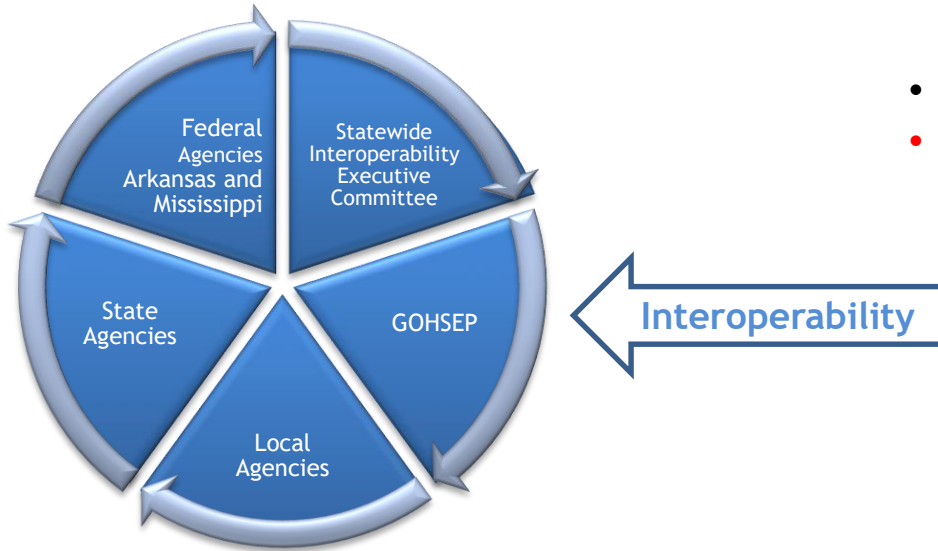 Federal
Agencies
Arkansas and
Mississippi
Statewide
Interoperability
Executive
Committee
State
Agencies
GOHSEP
Interoperability
Local
Agencies